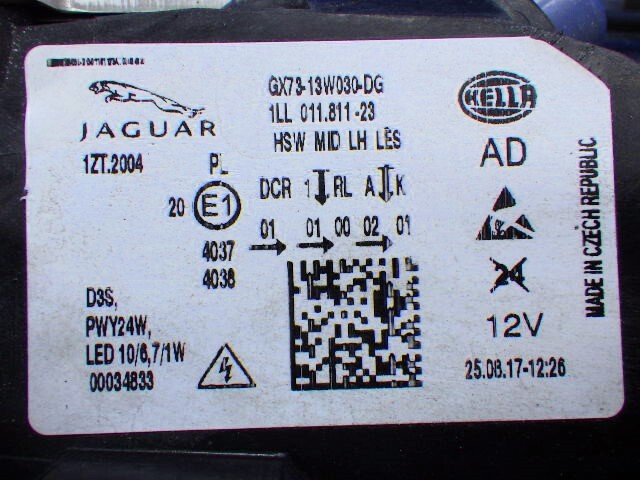 JAGUAR
GX73-13W030-DG
1LL 011.811-23
HSW MID LH LES
HELLA
1ZT.2004 PL
AD
DCR 1 RL A K
20 E1
01 01 00 02 01
4037
4038
24
12V
D3S,
PWY24W,
LED 10/6,7/1W
00034833
25.08.17-12:26
MADE IN CZECH REPUBLIC